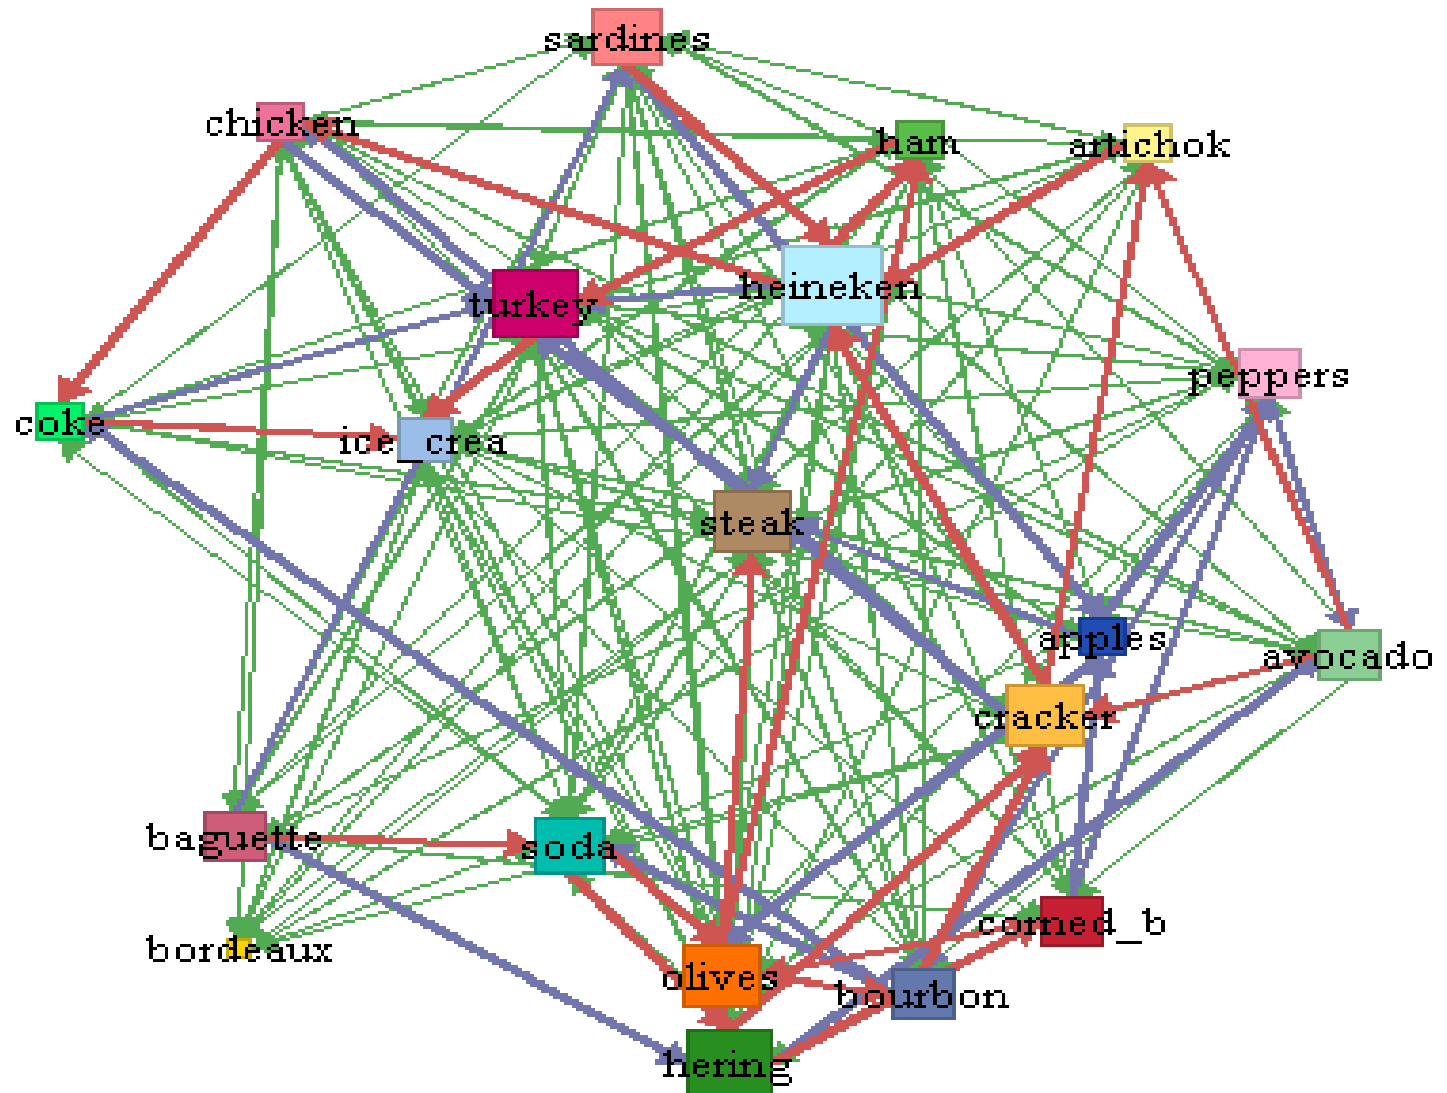 sardines
chicken
ham
artichok
turkey
heineken
peppers
coke
ice_crea
steak
apples
avocado
cracker
baguette
soda
corned_b
bordeaux
olives
bourbon
hering